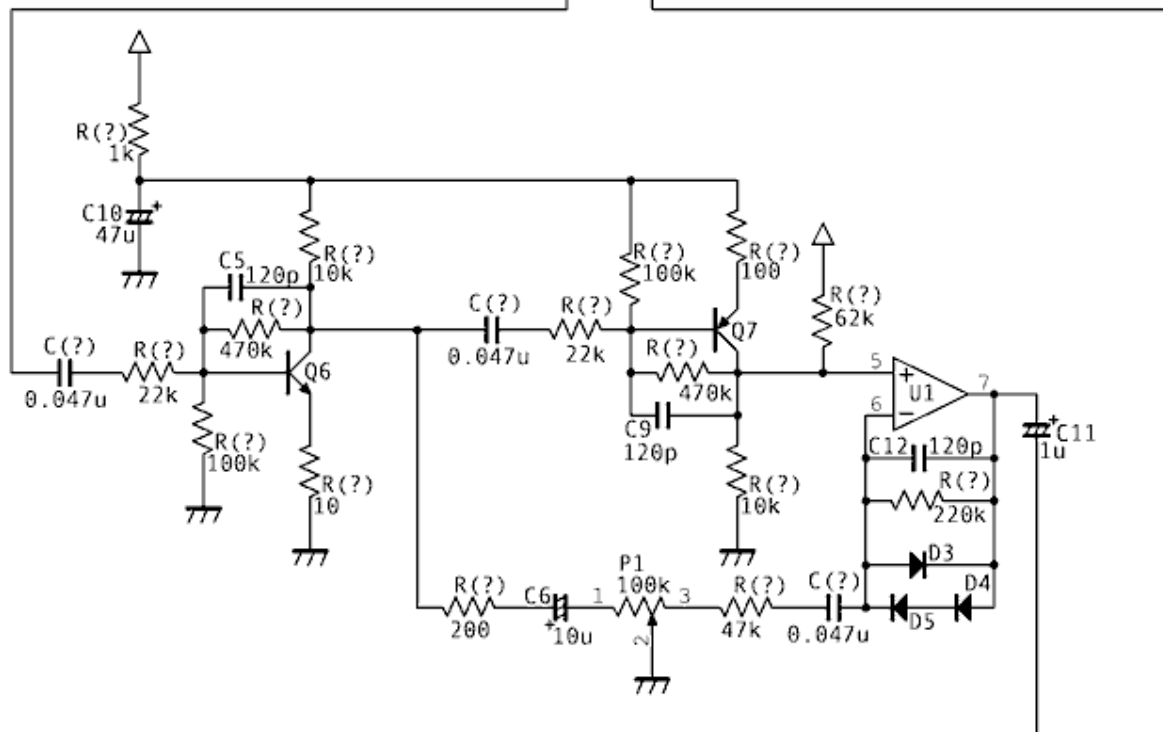 R(?)
1k
C10
+
47u
C5
120p
R(?)
10k
R(?)
470k
C(?)
0.047u
R(?)
22k
Q6
R(?)
100k
R(?)
10
C(?)
0.047u
R(?)
22k
R(?)
100k
R(?)
100
Q7
R(?)
470k
C9
120p
R(?)
62k
R(?)
10k
5
+
U1
7
6
−
C12
120p
R(?)
220k
D3
D4
D5
+
C11
1u
R(?)
200
C6
+
10u
1
P1
100k
3
2
R(?)
47k
C(?)
0.047u